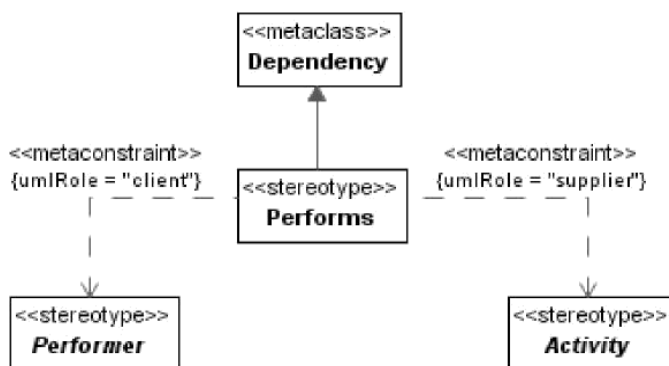 <<metaclass>>
Dependency
<<metaconstraint>>
{umlRole = "client"}
<<metaconstraint>>
{umlRole = "supplier"}
<<stereotype>>
Performs
<<stereotype>>
Performer
<<stereotype>>
Activity